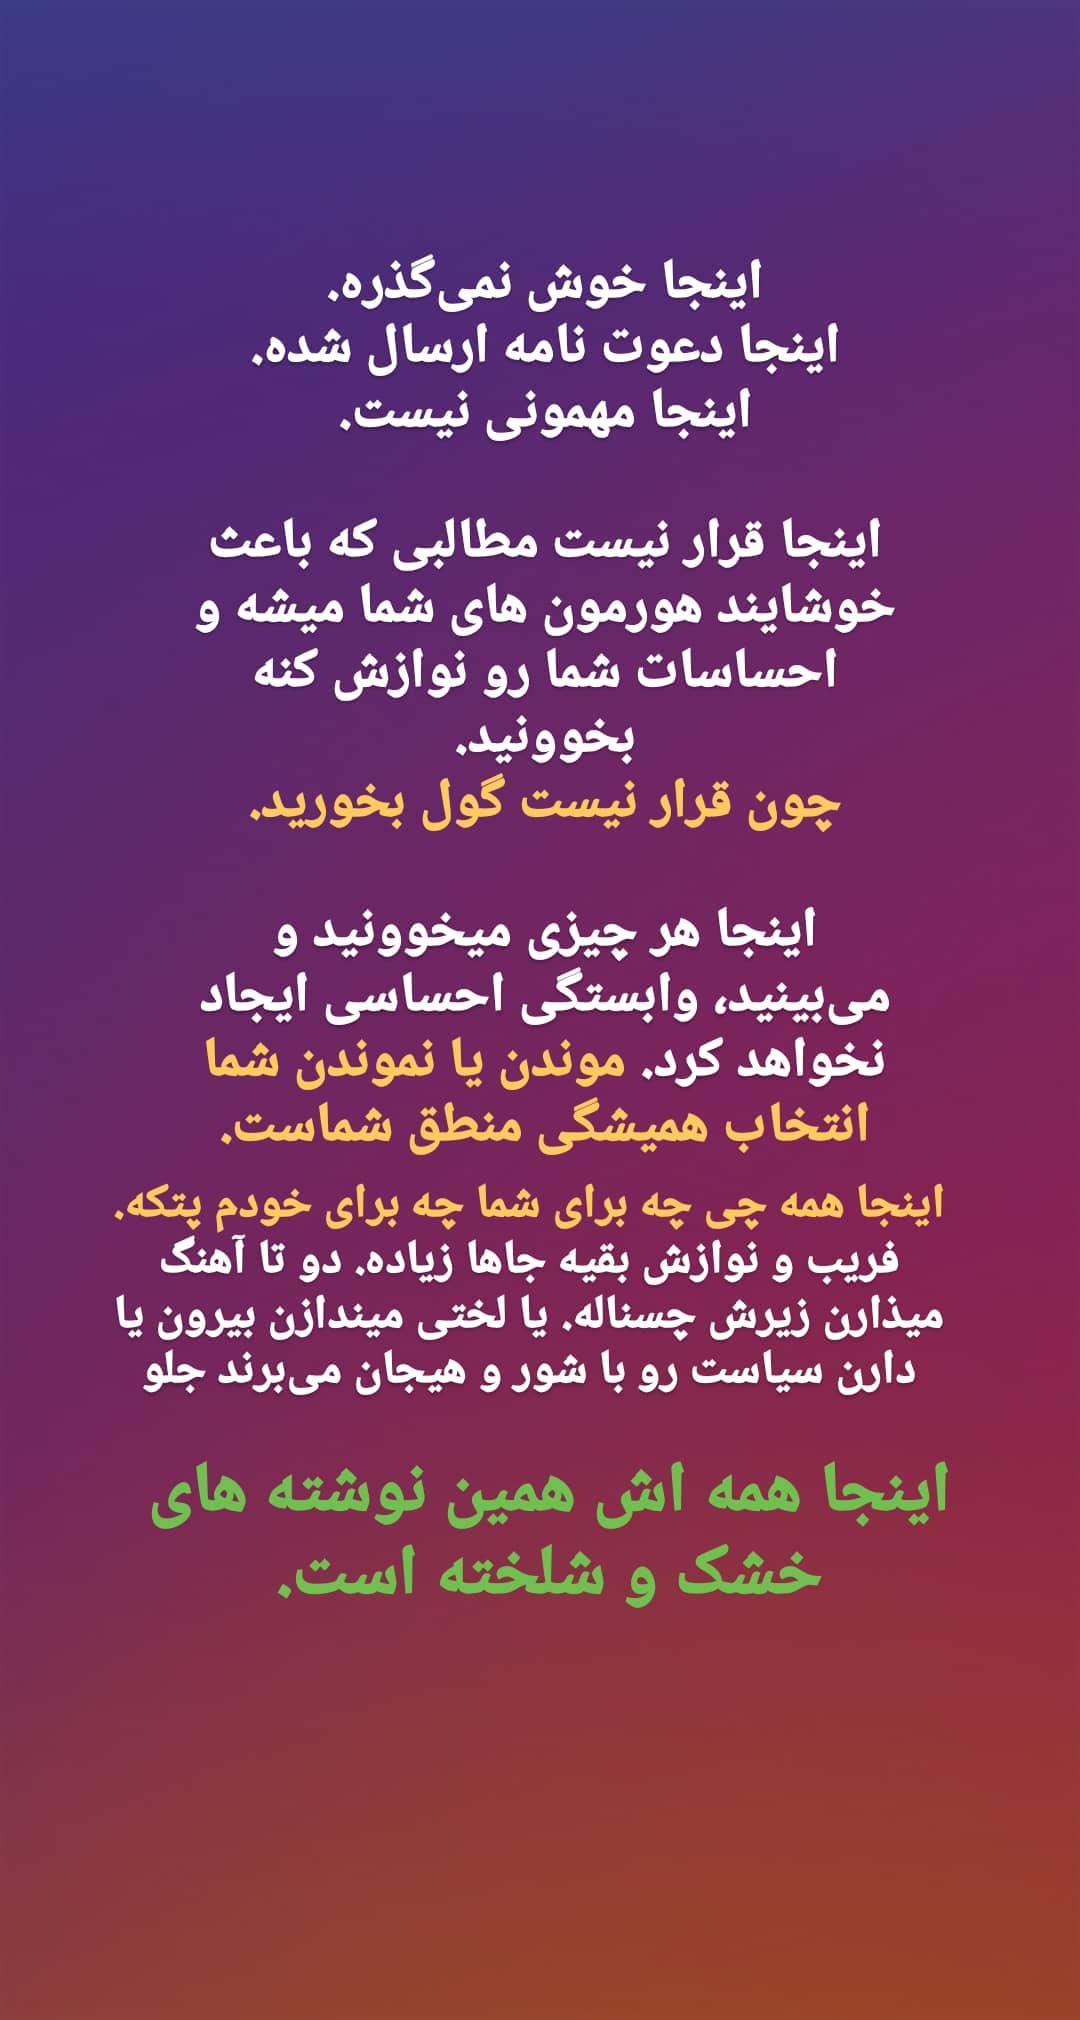 اینجا خوش نمی‌گذره.
اینجا دعوت نامه ارسال شده.
اینجا مهمونی نیست.
اینجا قرار نیست مطالبی که باعث
خوشایند هورمون های شما میشه و
احساسات شما رو نوازش کنه
بخوونید.
چون قرار نیست گول بخورید.
اینجا هر چیزی میخوونید و
می‌بینید، وابستگی احساسی ایجاد
نخواهد کرد. موندن یا نموندن شما
انتخاب همیشگی منطق شماست.
اینجا همه چی چه برای شما چه برای خودمِ پتکه.
فریب و نوازش بقیه جاها زیاده. دو تا آهنگ
میذارن زیرش چسناله. یا لختی میندازن بیرون یا
دارن سیاست رو با شور و هیجان می‌برند جلو
اینجا همه اش همین نوشته های
خشک و شلخته است.